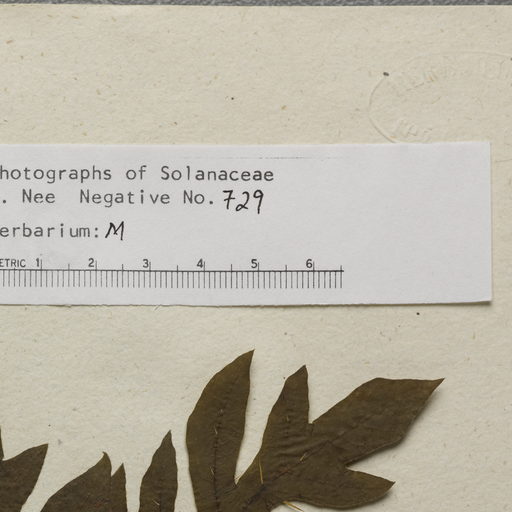 hotographs of Solanaceae
. Nee Negative No. 729
erbarium: M
ETRIC 1 2 3 4 5 6